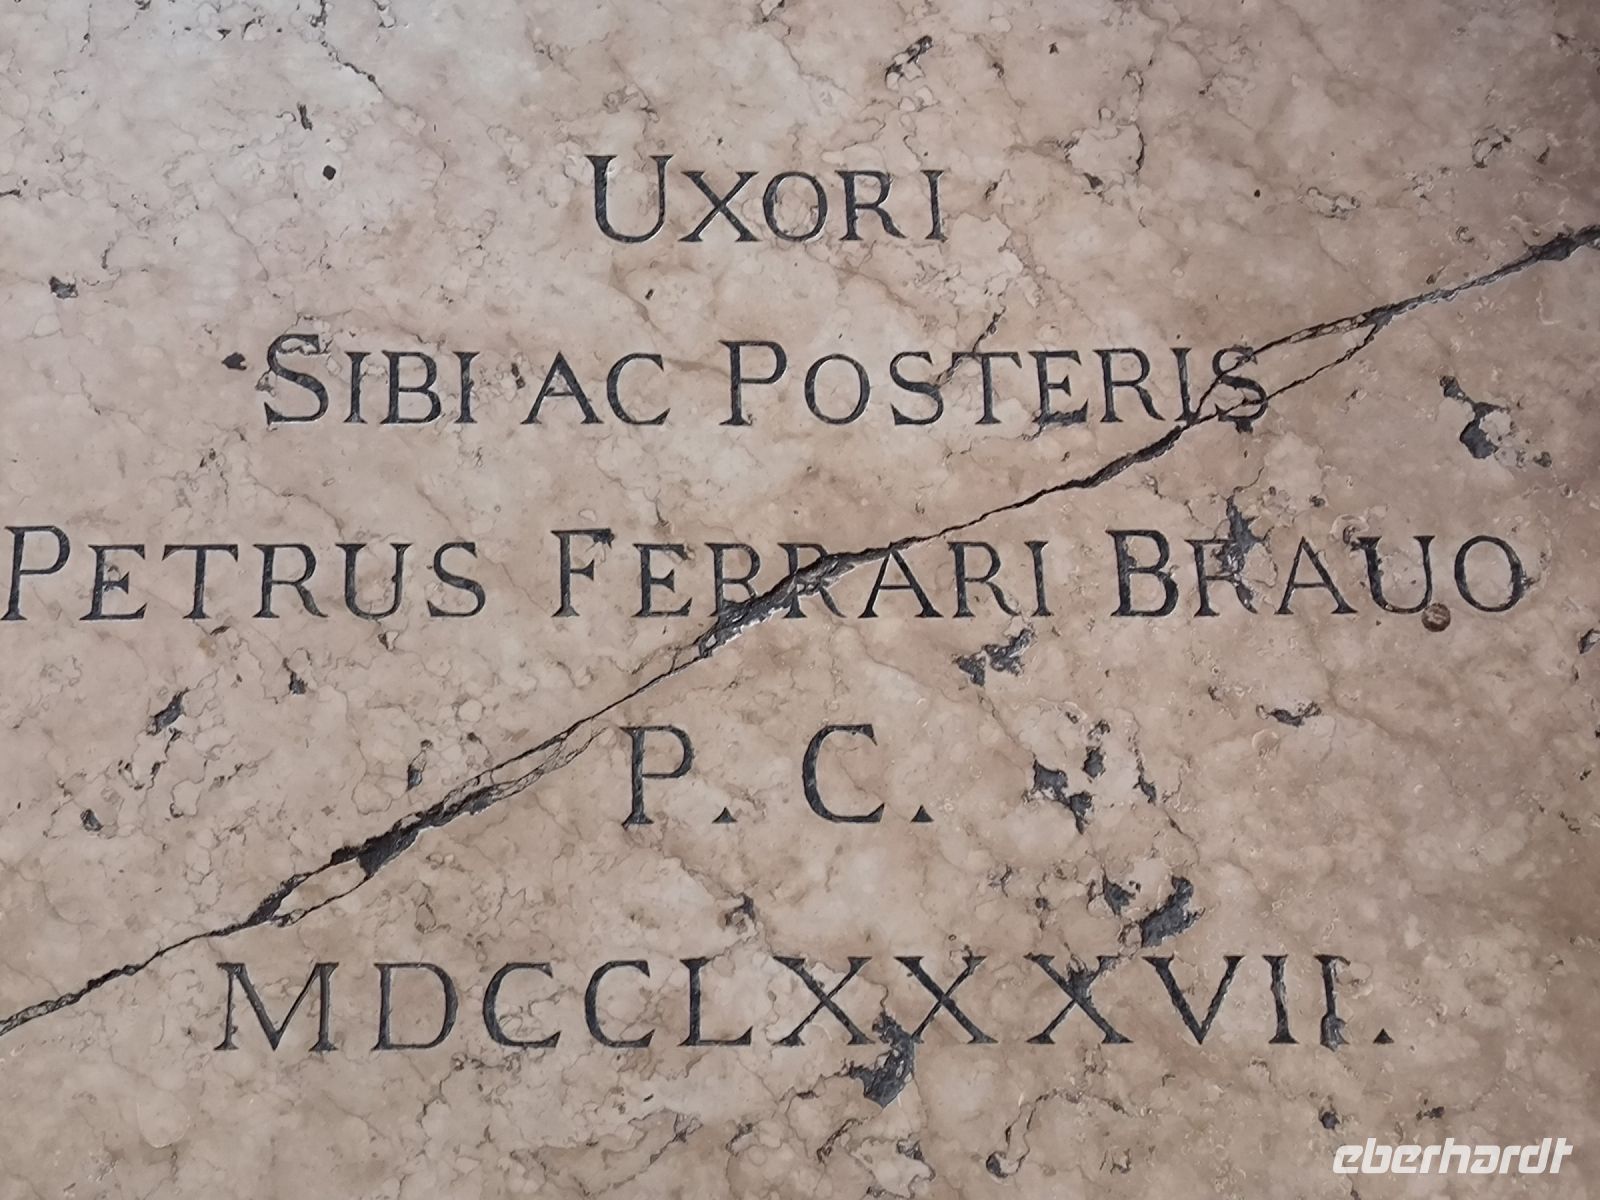 UXORI
SIBI AC POSTERIS
PETRUS FERRARI BRAUO
P. C.
MDCCLXXXVII.
eberhardt